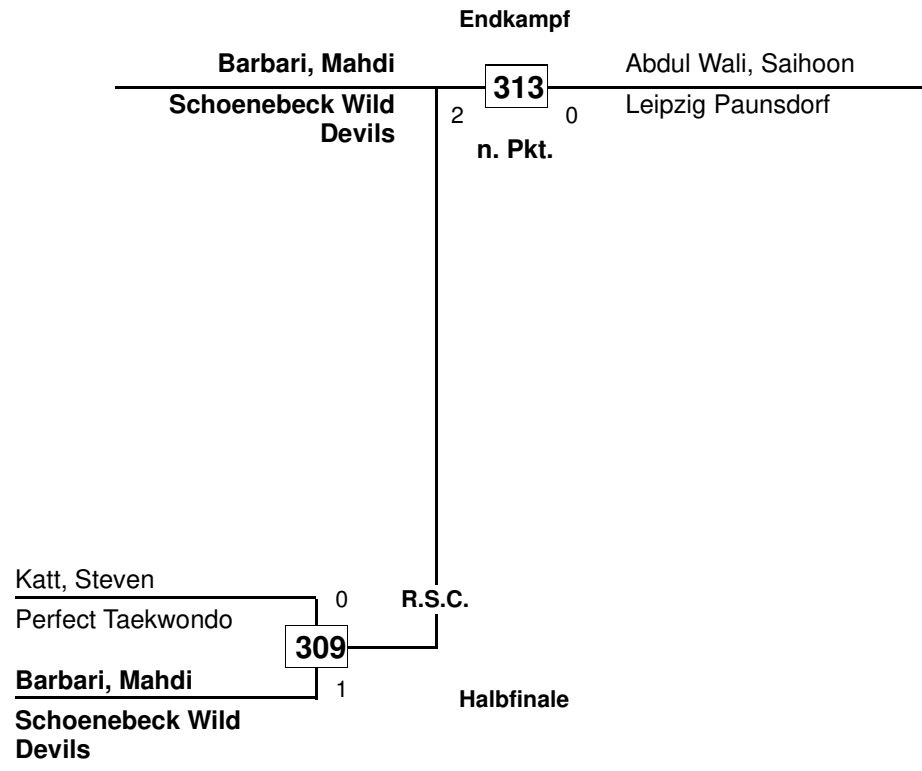 Endkampf
Barbari, Mahdi
313
Abdul Wali, Saihoon
Schoenebeck Wild
Devils
2
0
Leipzig Paunsdorf
n. Pkt.
Katt, Steven
0
R.S.C.
Perfect Taekwondo
309
Barbari, Mahdi
1
Halbfinale
Schoenebeck Wild
Devils